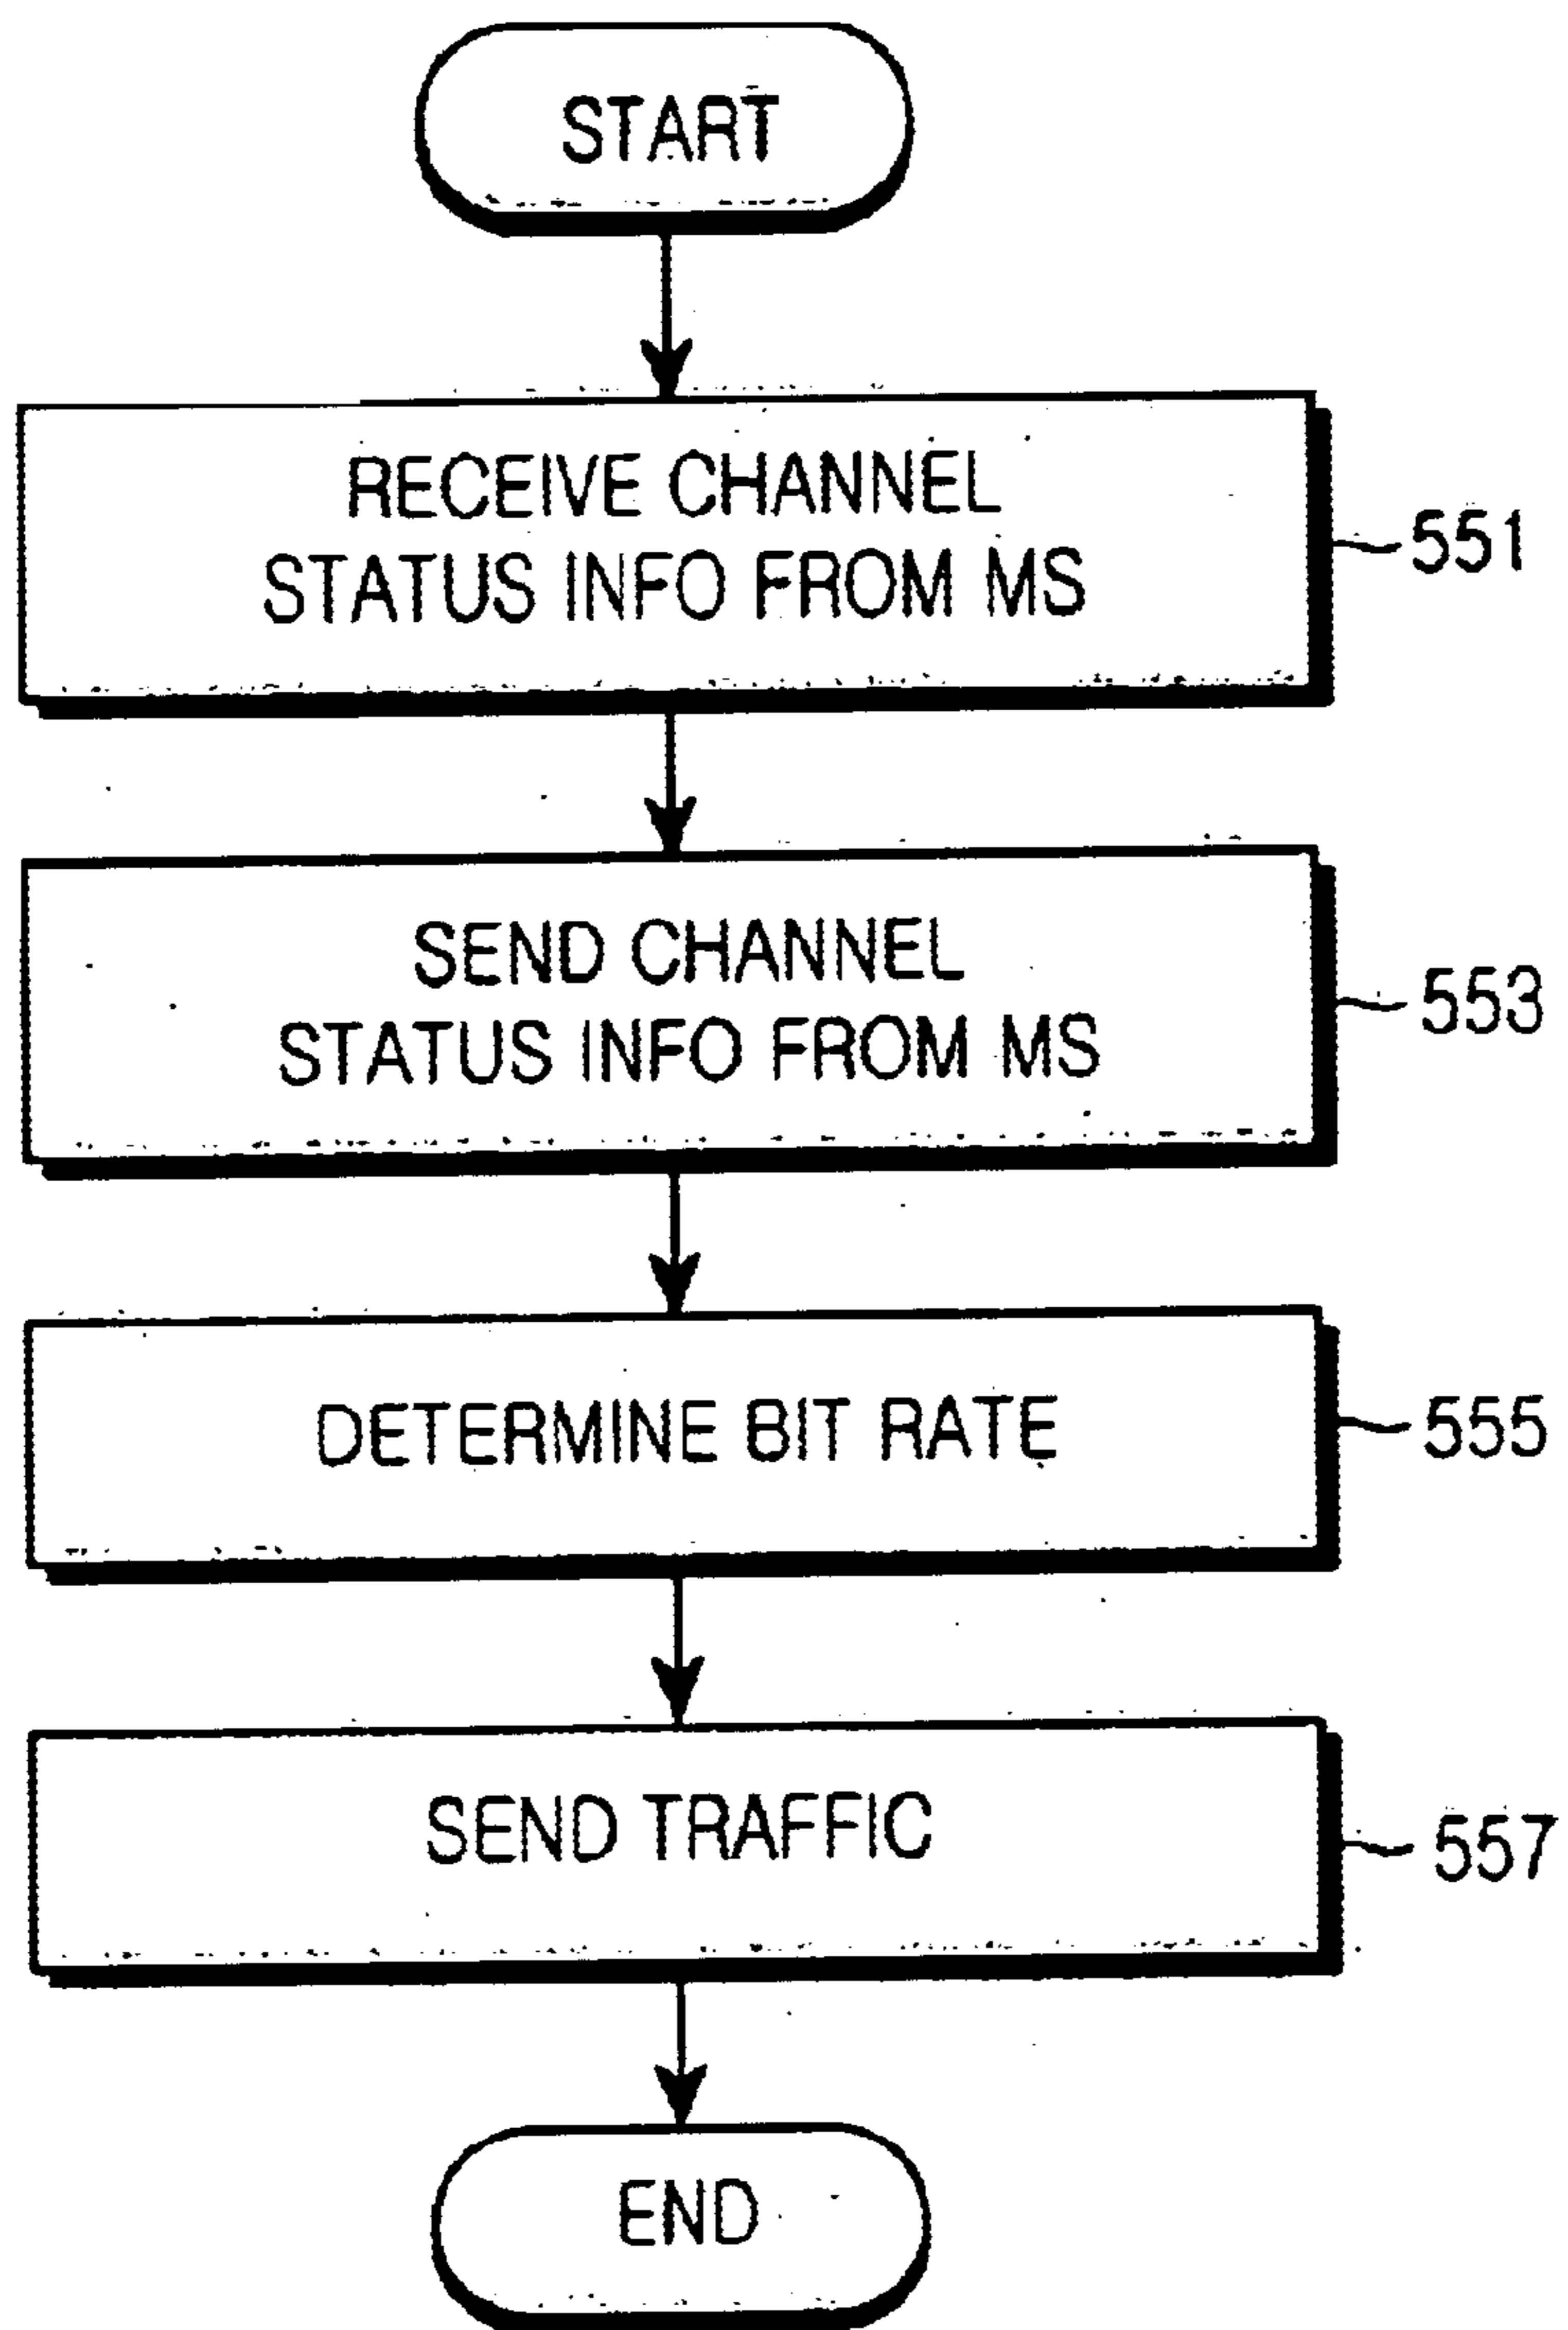 START
RECEIVE CHANNEL
STATUS INFO FROM MS
551
SEND CHANNEL
STATUS INFO FROM MS
553
DETERMINE BIT RATE
555
SEND TRAFFIC
557
END